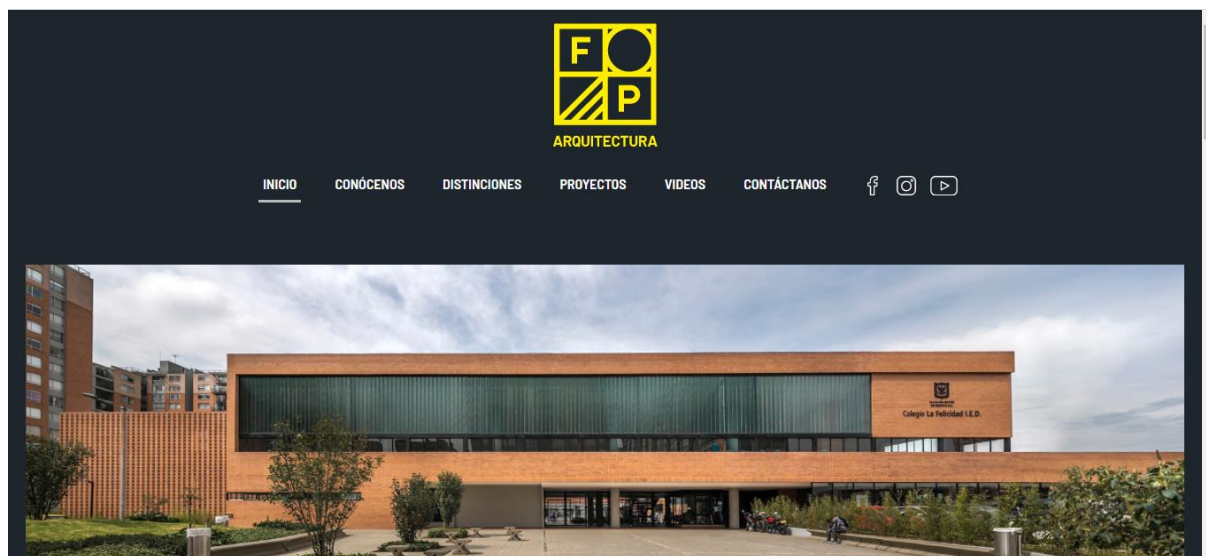 F
P
ARQUITECTURA
INICIO CONÓCENOS DISTINCIONES PROYECTOS VIDEOS CONTÁCTANOS
Colegio La Felicidad I.E.D.